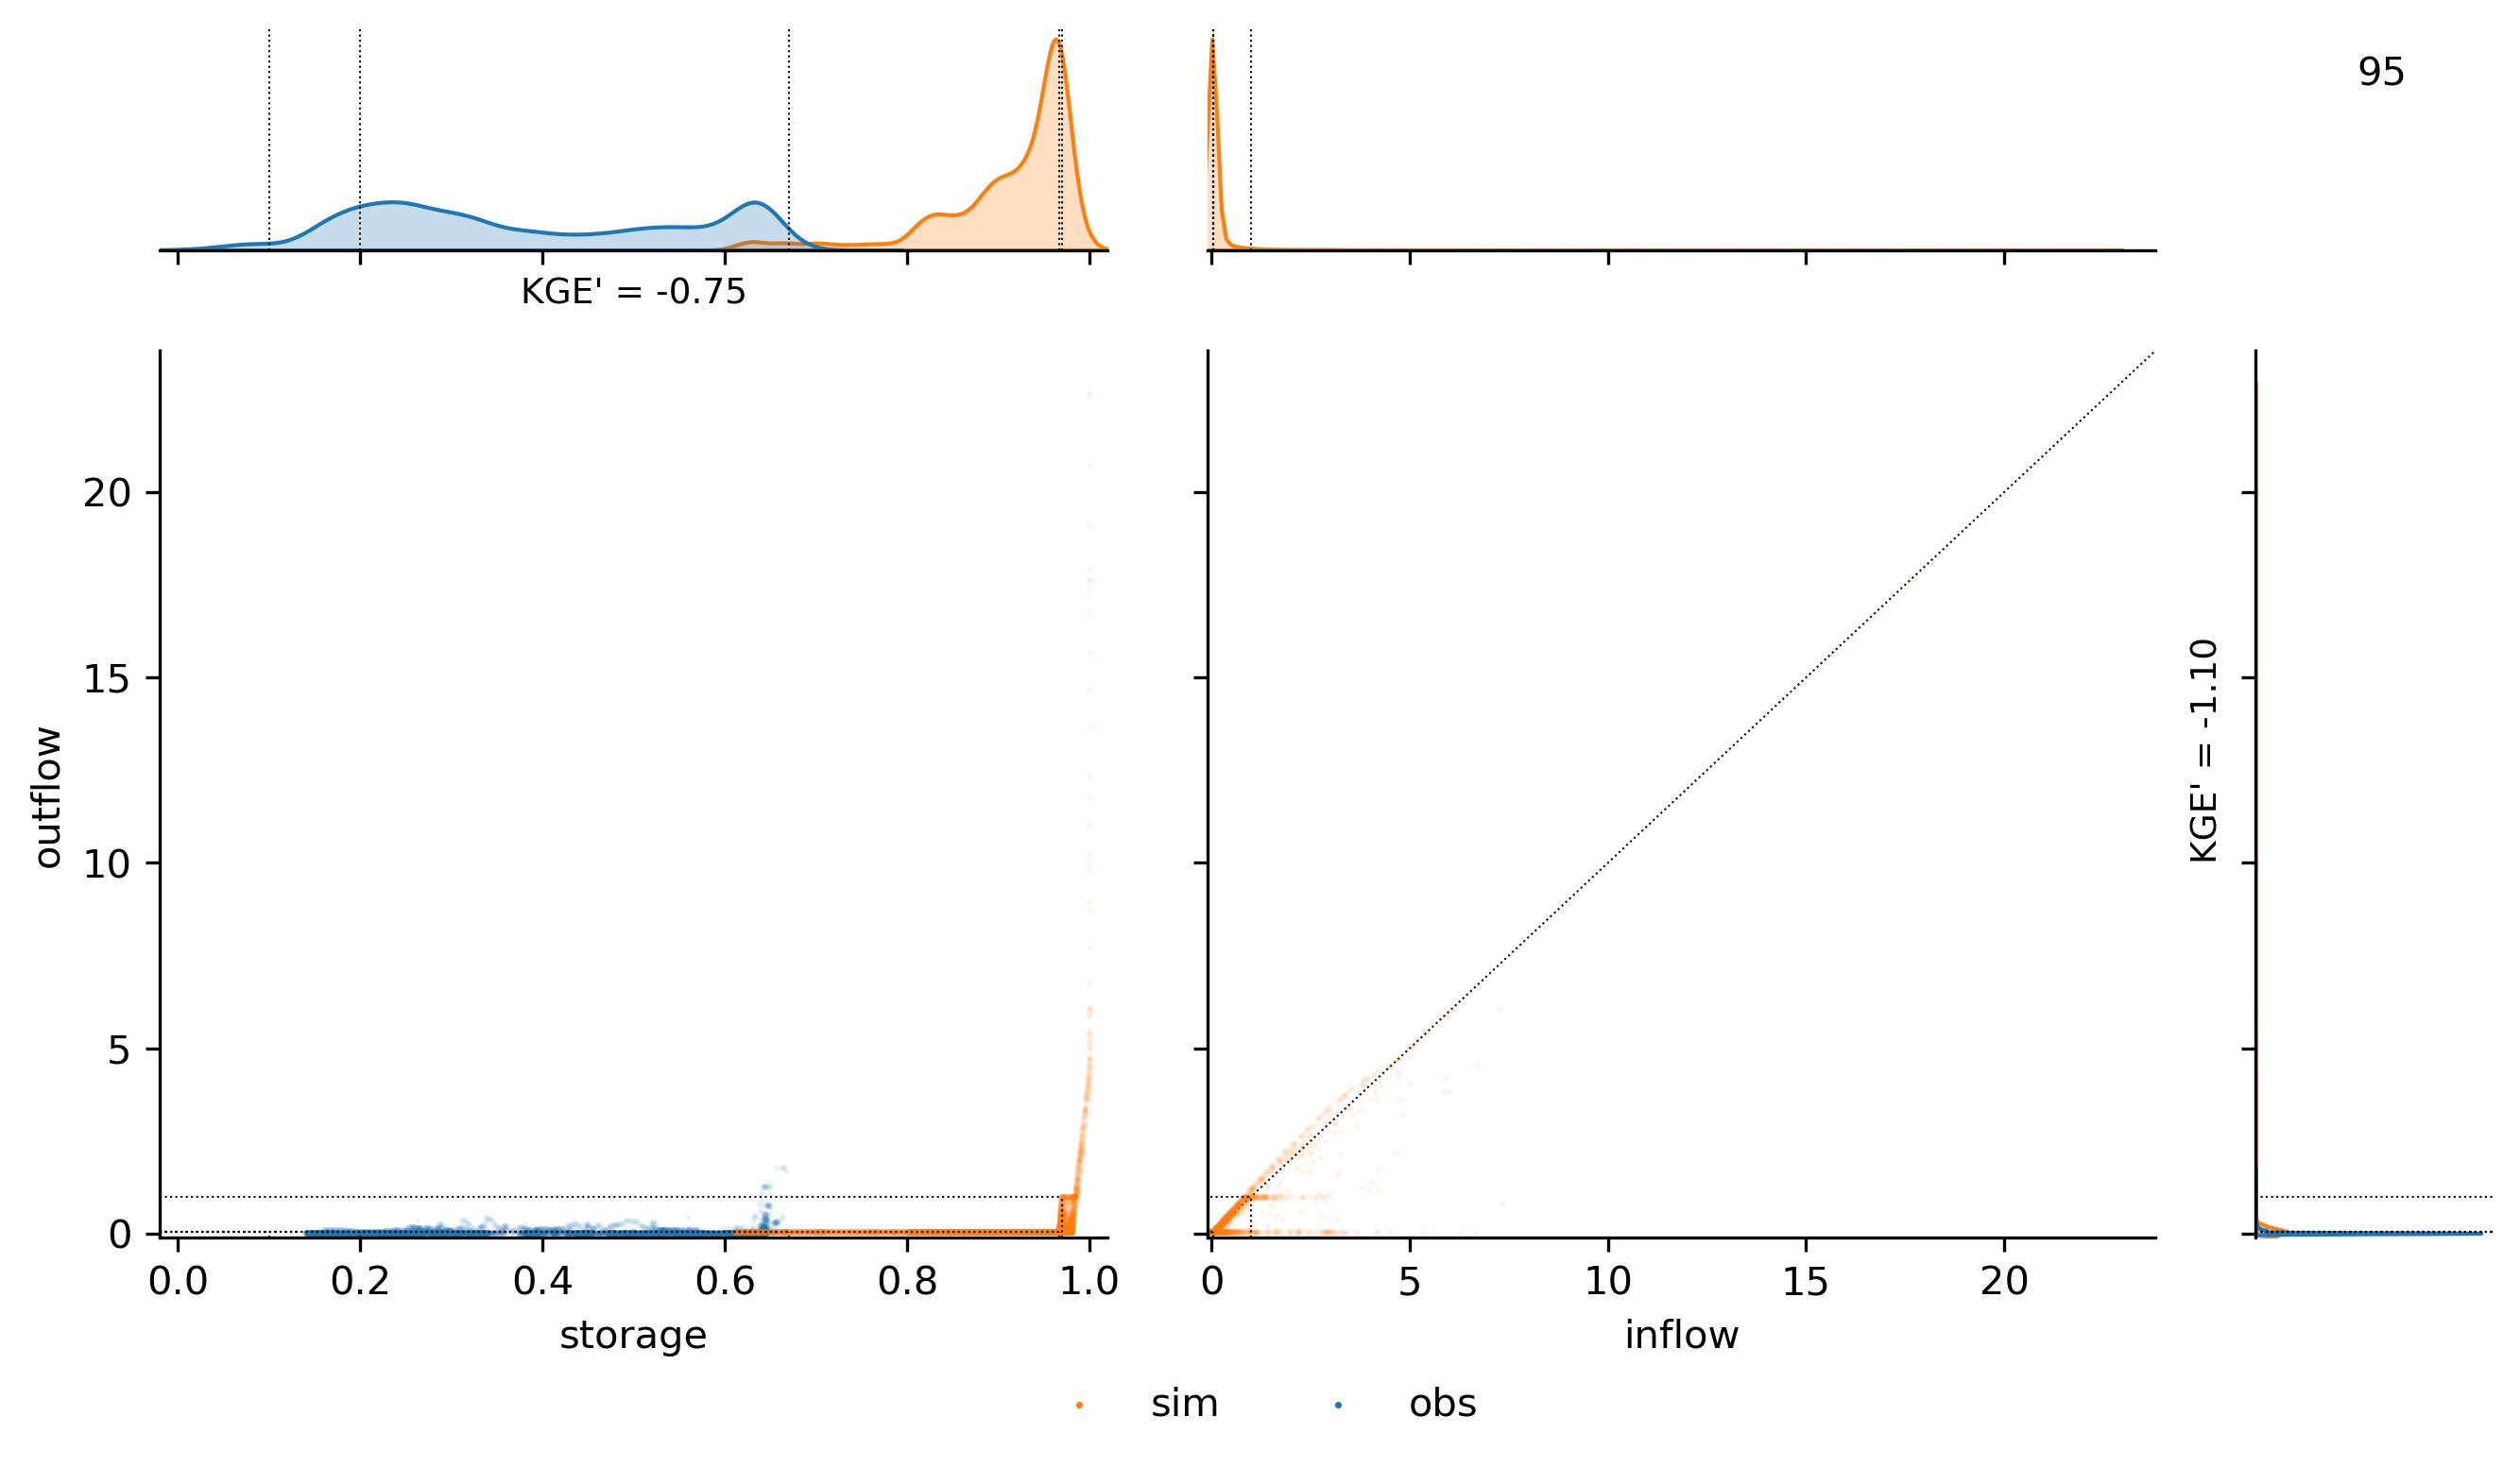 95
KGE' = -0.75
outflow
20
15
10
5
0
KGE' = -1.10
0.0 0.2 0.4 0.6 0.8 1.0
0 5 10 15 20
storage
inflow
sim obs